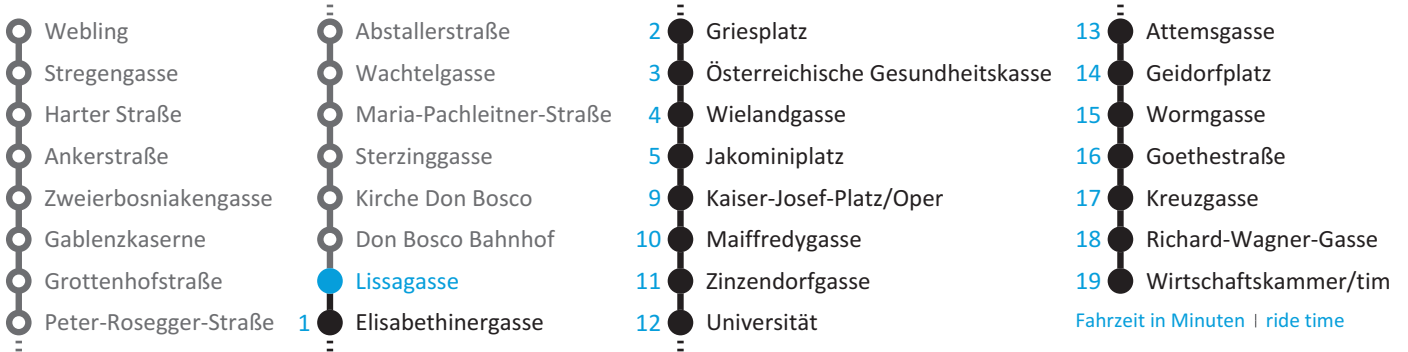 Webling
Stregengasse
Harter Straße
Ankerstraße
Zweierbosniakengasse
Gablenzkaserne
Grottenhofstraße
Peter-Rosegger-Straße
Abstallerstraße
Wachtelgasse
Maria-Pachleitner-Straße
Sterzinggasse
Kirche Don Bosco
Don Bosco Bahnhof
Lissagasse
1 Elisabethinergasse
2 Griesplatz
3 Österreichische Gesundheitskasse
4 Wielandgasse
5 Jakominiplatz
9 Kaiser-Josef-Platz/Oper
10 Maiffredygasse
11 Zinzendorfgasse
12 Universität
13 Attemsgasse
14 Geidorfplatz
15 Wormgasse
16 Goethestraße
17 Kreuzgasse
18 Richard-Wagner-Gasse
19 Wirtschaftskammer/tim
Fahrzeit in Minuten | ride time